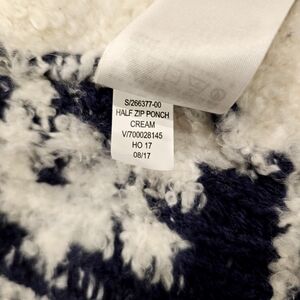 S/266377-00
HALF ZIP PONCH
CREAM
V/700028145
HO 17
08/17